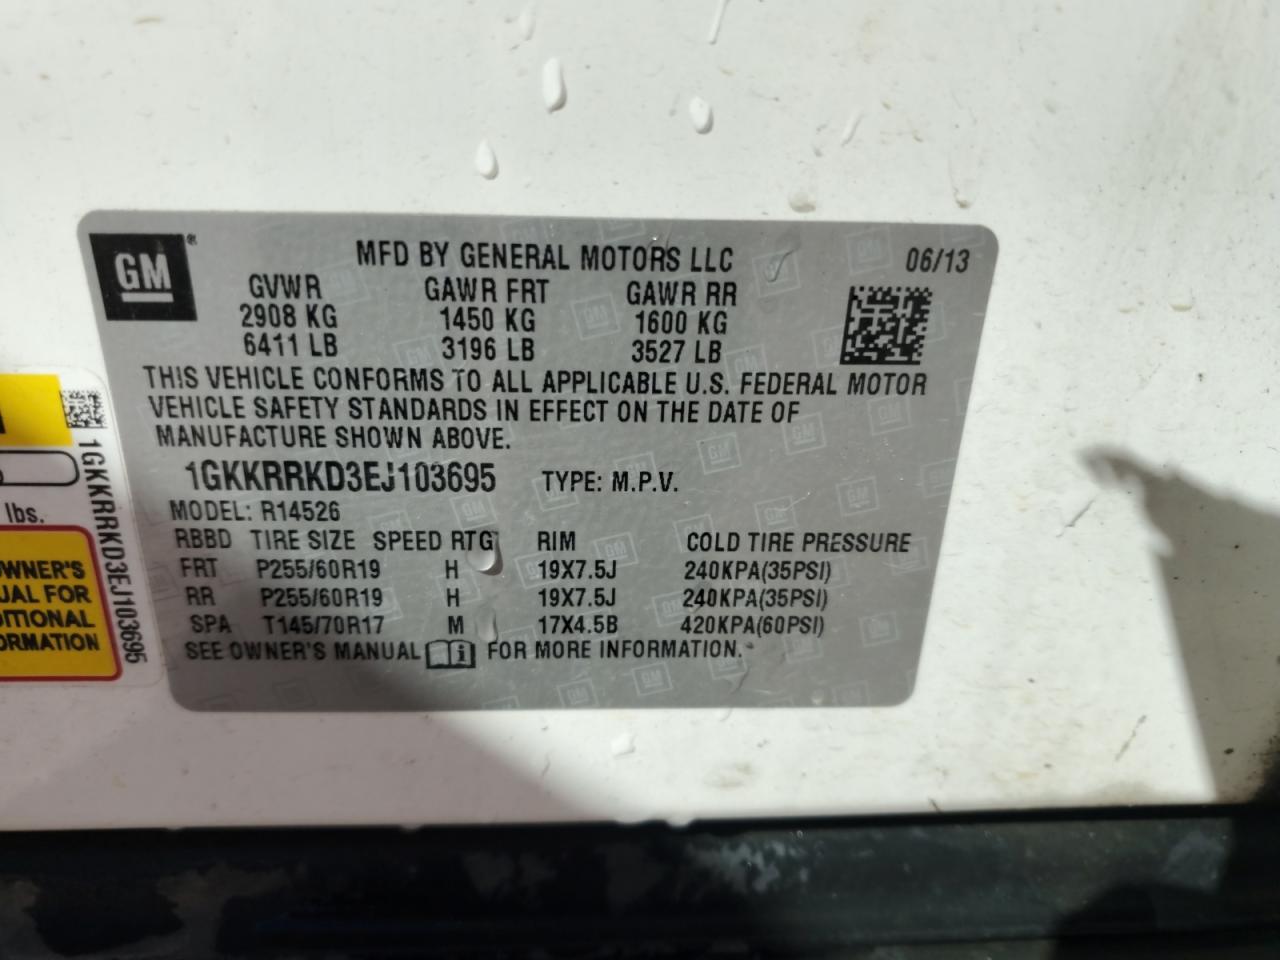 GM®
MFD BY GENERAL MOTORS LLC 06/13
GVWR GAWR FRT GAWR RR
2908 KG 1450 KG 1600 KG
6411 LB 3196 LB 3527 LB
THIS VEHICLE CONFORMS TO ALL APPLICABLE U.S. FEDERAL MOTOR
VEHICLE SAFETY STANDARDS IN EFFECT ON THE DATE OF
MANUFACTURE SHOWN ABOVE.
1GKKRRKD3EJ103695 TYPE: M.P.V.
MODEL: R14526
RBBD TIRE SIZE SPEED RTG RIM COLD TIRE PRESSURE
FRT P255/60R19 H 19X7.5J 240KPA(35PSI)
RR P255/60R19 H 19X7.5J 240KPA(35PSI)
SPA T145/70R17 M 17X4.5B 420KPA(60PSI)
SEE OWNER'S MANUAL i FOR MORE INFORMATION.
1GKKRRKD3EJ103695
lbs.
OWNER'S
UAL FOR
DITIONAL
ORMATION